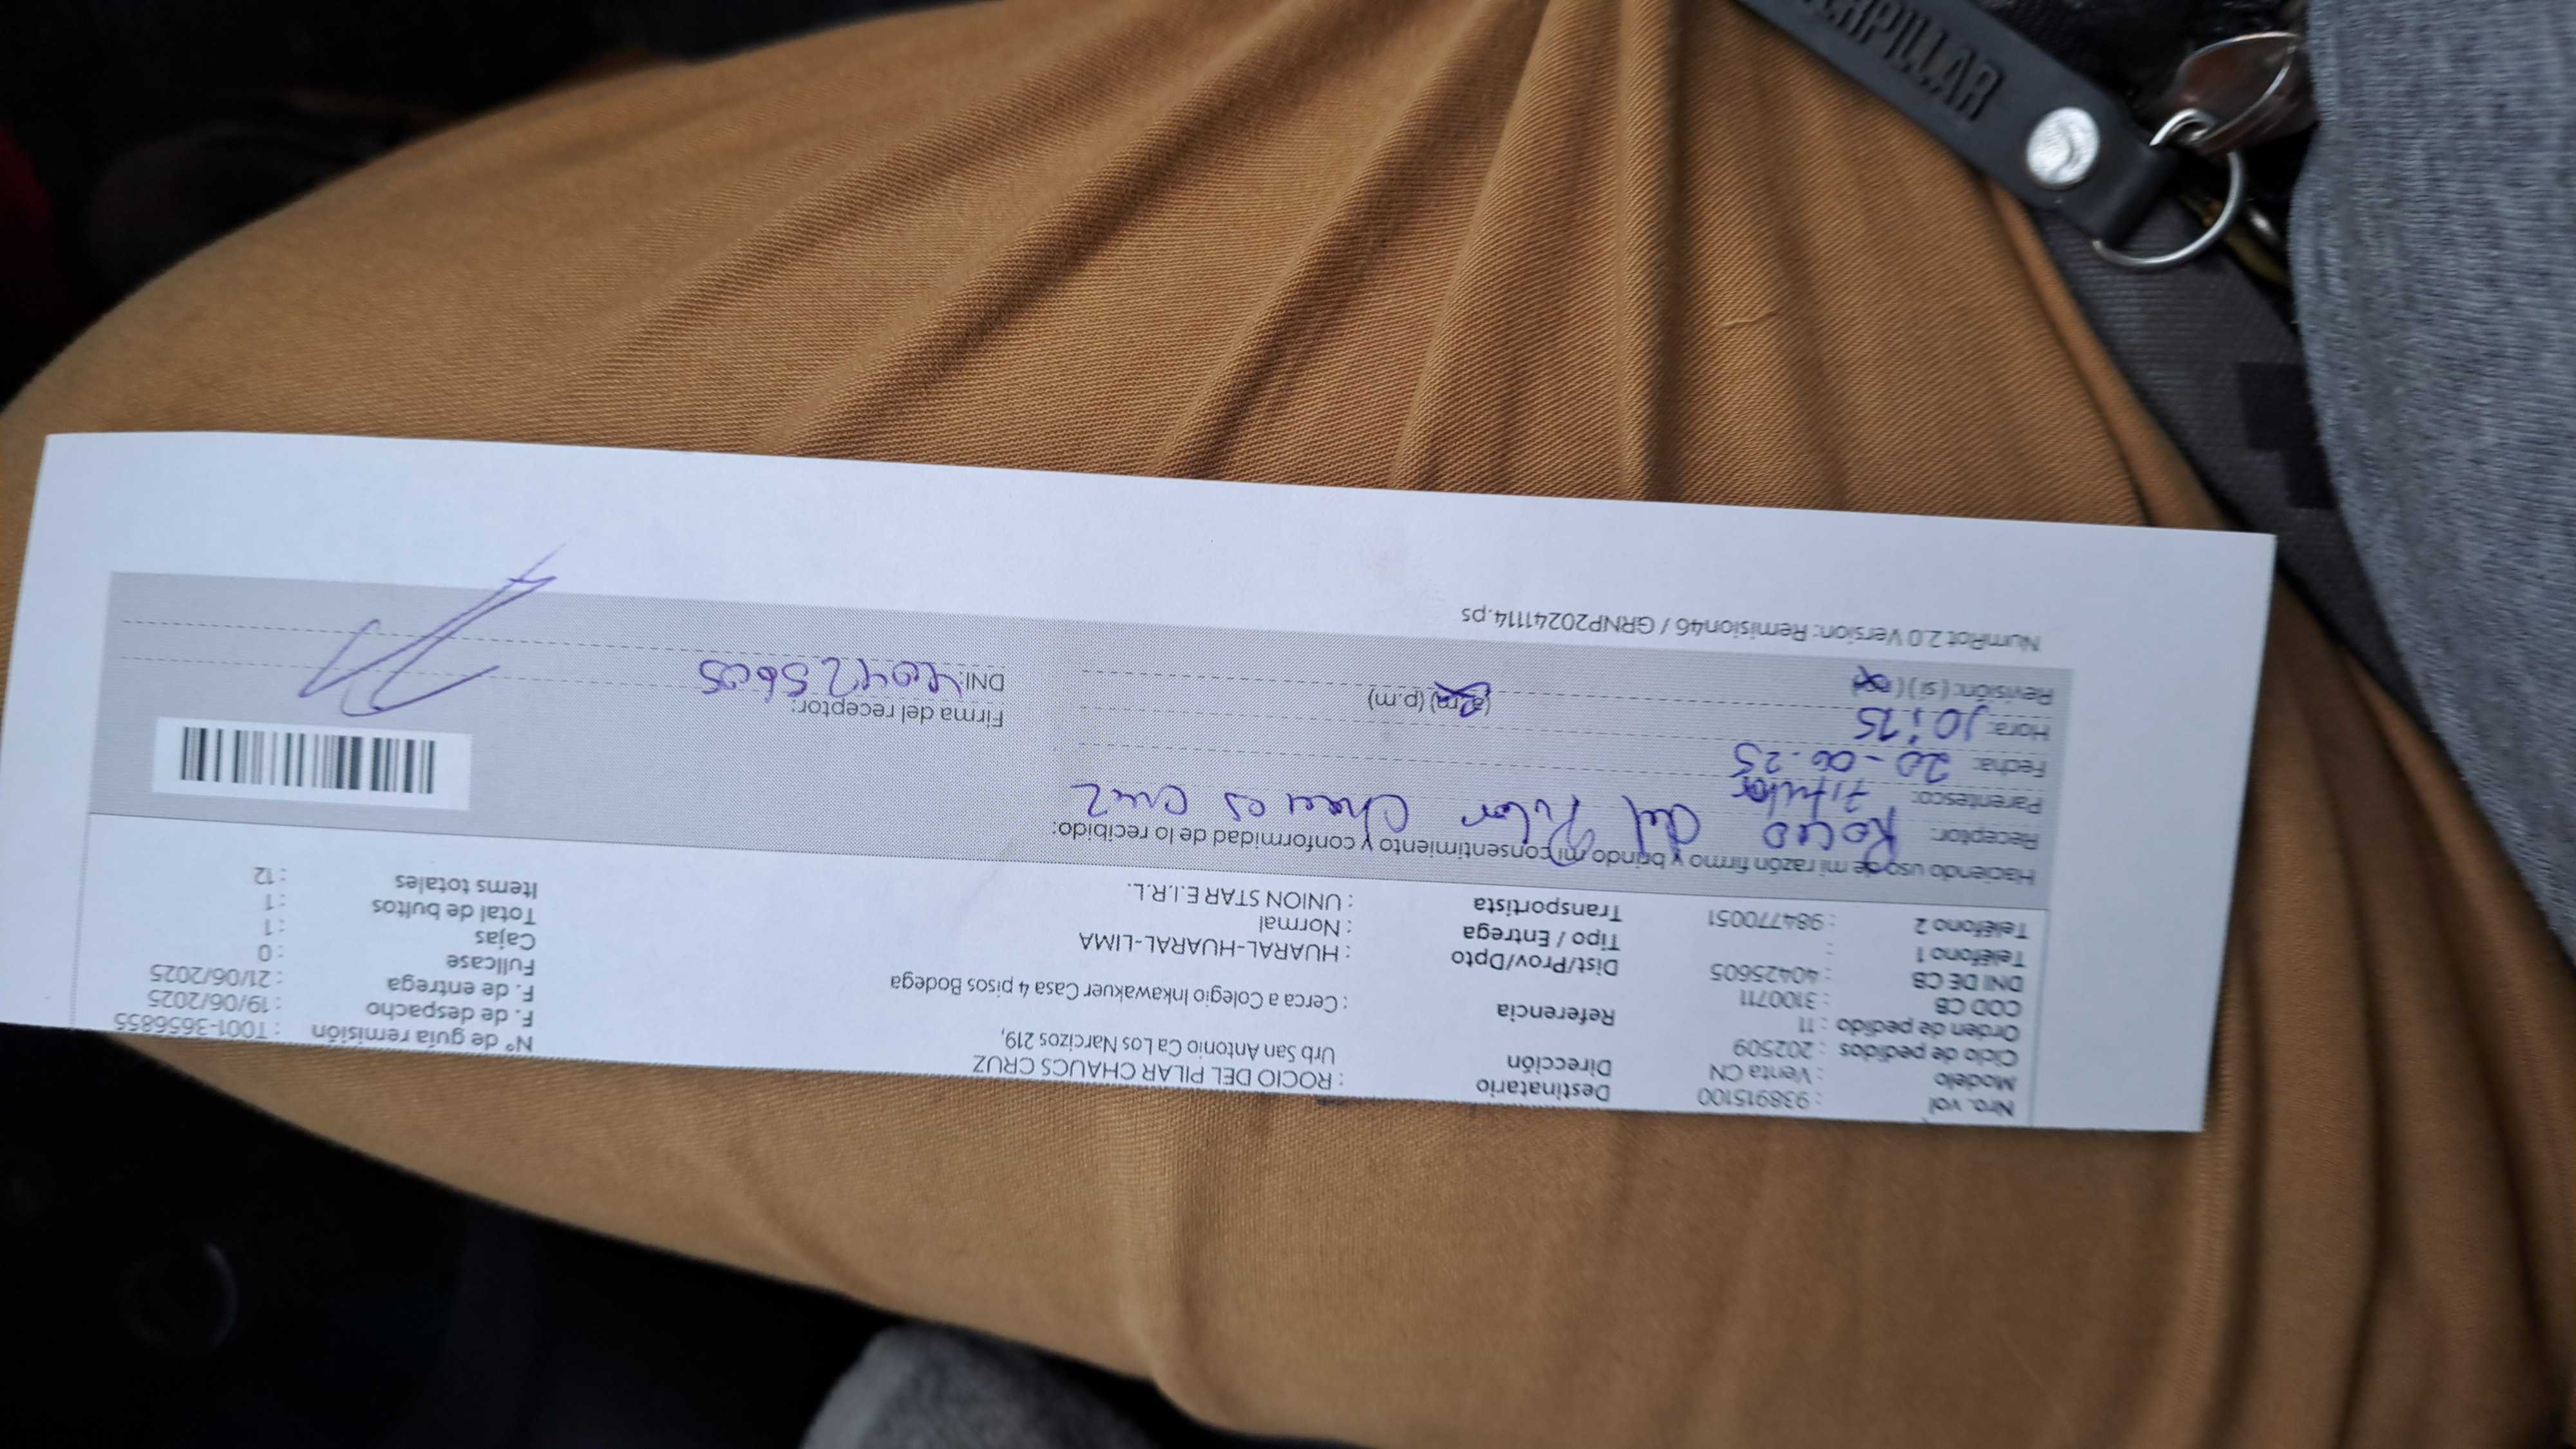 CATERPILLAR
Nro. vol : 938915100
Modelo : Venta CN
Ciclo de pedidos : 202509
Orden de pedido : 11
COD CB : 3100711
DNI DE CB : 40425605
Teléfono 1 :
Teléfono 2 : 984770051
Destinatario : ROCIO DEL PILAR CHAUCS CRUZ
Dirección Urb San Antonio Ca Los Narcizos 219,
Referencia : Cerca a Colegio Inkawakuer Casa 4 pisos Bodega
Dist/Prov/Dpto : HUARAL-HUARAL-LIMA
Tipo / Entrega : Normal
Transportista : UNION STAR E.I.R.L.
N° de guía remisión : T001-3656855
F. de despacho : 19/06/2025
F. de entrega : 21/06/2025
Fullcase : 0
Cajas : 1
Total de bultos : 1
Items totales : 12
Haciendo uso de mi razón firmo y brindo mi consentimiento y conformidad de lo recibido:
Receptor: Rocio del Pilar Chaucs Cruz
Parentesco: Titular
Fecha: 20-06-25
Hora: 10:15 (a.m) (p.m)
Revisión: (si) (no)
Firma del receptor:
DNI: 40425605
NumRot 2.0 Version: Remision46 / GRNP20241114.ps